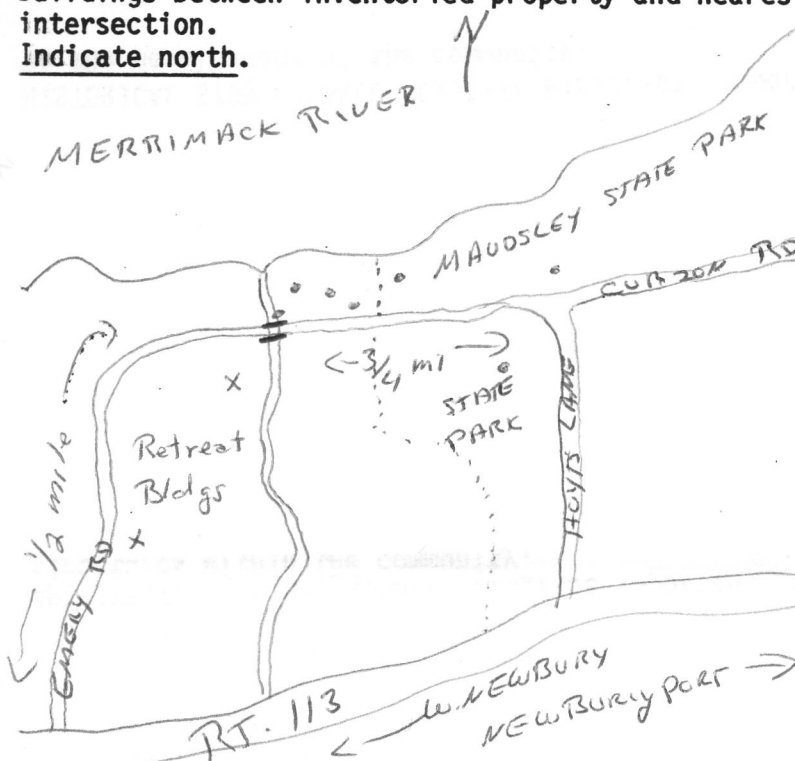 intersection.
Indicate north.
N
MERRIMACK RIVER
MAUDSLEY STATE PARK
CURZON RD
<-3/4 mi ->
STATE
PARK
HOYD LANE
1/2 mile
Retreat
Bldgs
x
x
EMERY RD
RT. 113
W. NEWBURY
NEWBURYPORT